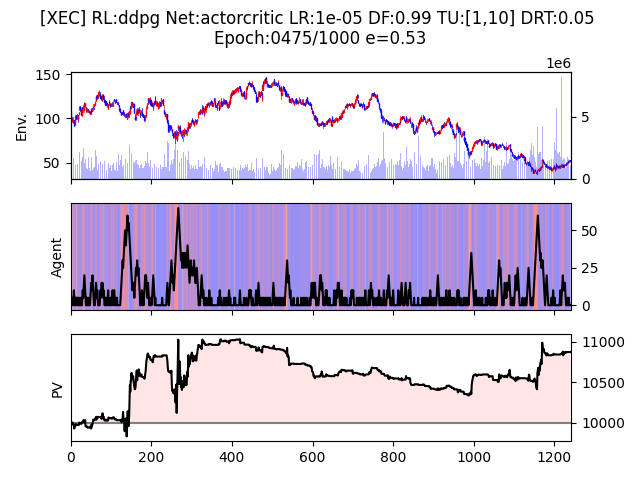 [XEC] RL:ddpg Net:actorcritic LR:1e-05 DF:0.99 TU:[1,10] DRT:0.05
Epoch:0475/1000 e=0.53
1e6
150
100
50
Env.
5
0
Agent
50
25
0
PV
11000
10500
10000
0 200 400 600 800 1000 1200